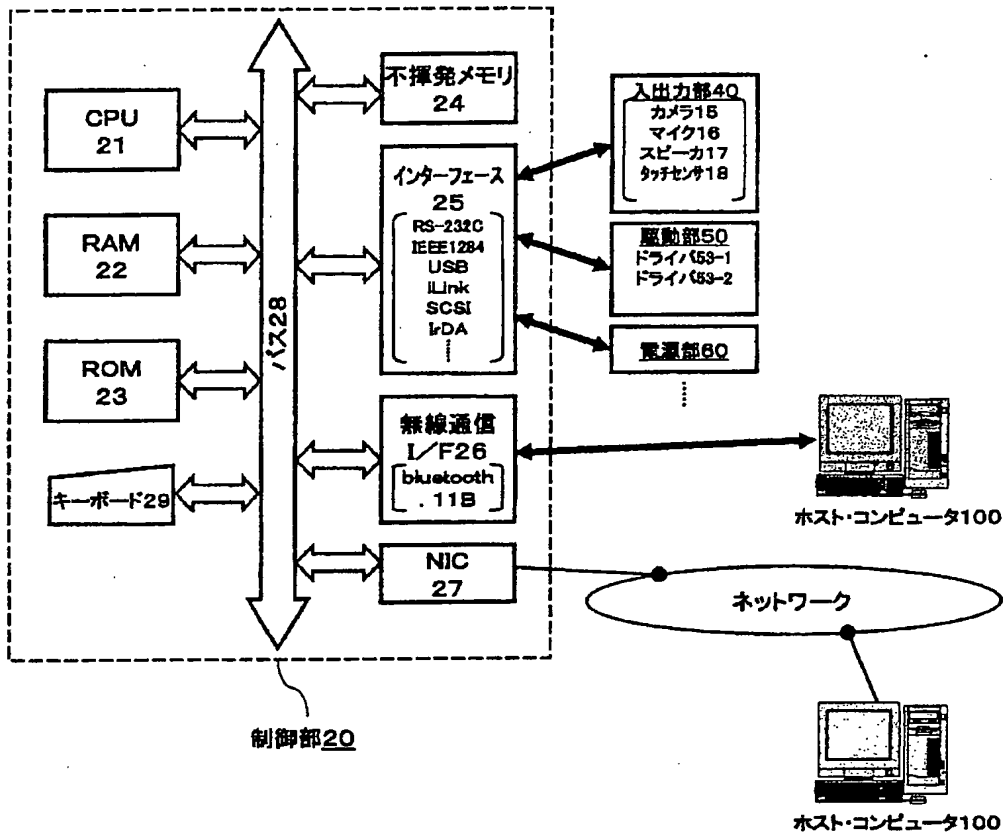 CPU
21
RAM
22
ROM
23
キーボード29
バス28
不揮発メモリ
24
インターフェース
25
RS-232C
IEEE1284
USB
iLink
SCSI
IrDA
無線通信
I/F26
bluetooth
.11B
NIC
27
入出力部40
カメラ15
マイク16
スピーカ17
タッチセンサ18
駆動部50
ドライバ53-1
ドライバ53-2
電源部60
ホスト・コンピュータ100
ネットワーク
ホスト・コンピュータ100
制御部20